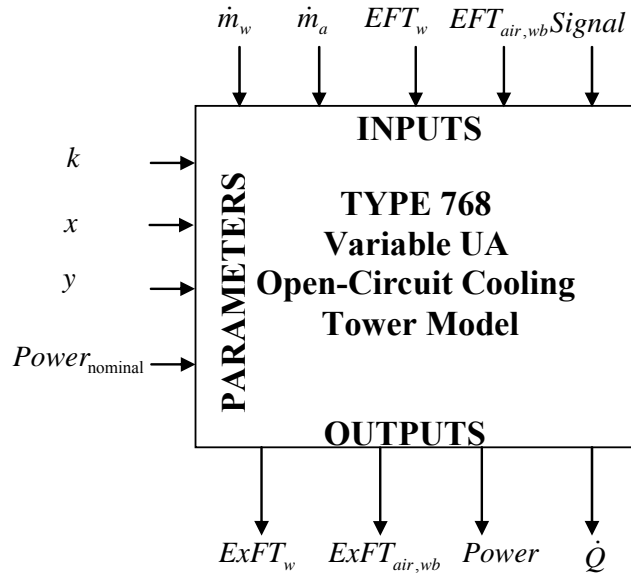 ṁ_w ṁ_a EFT_w EFT_air,wb Signal
INPUTS
k
x
y
Power_nominal
PARAMETERS
TYPE 768
Variable UA
Open-Circuit Cooling
Tower Model
OUTPUTS
ExFT_w ExFT_air,wb Power Q̇